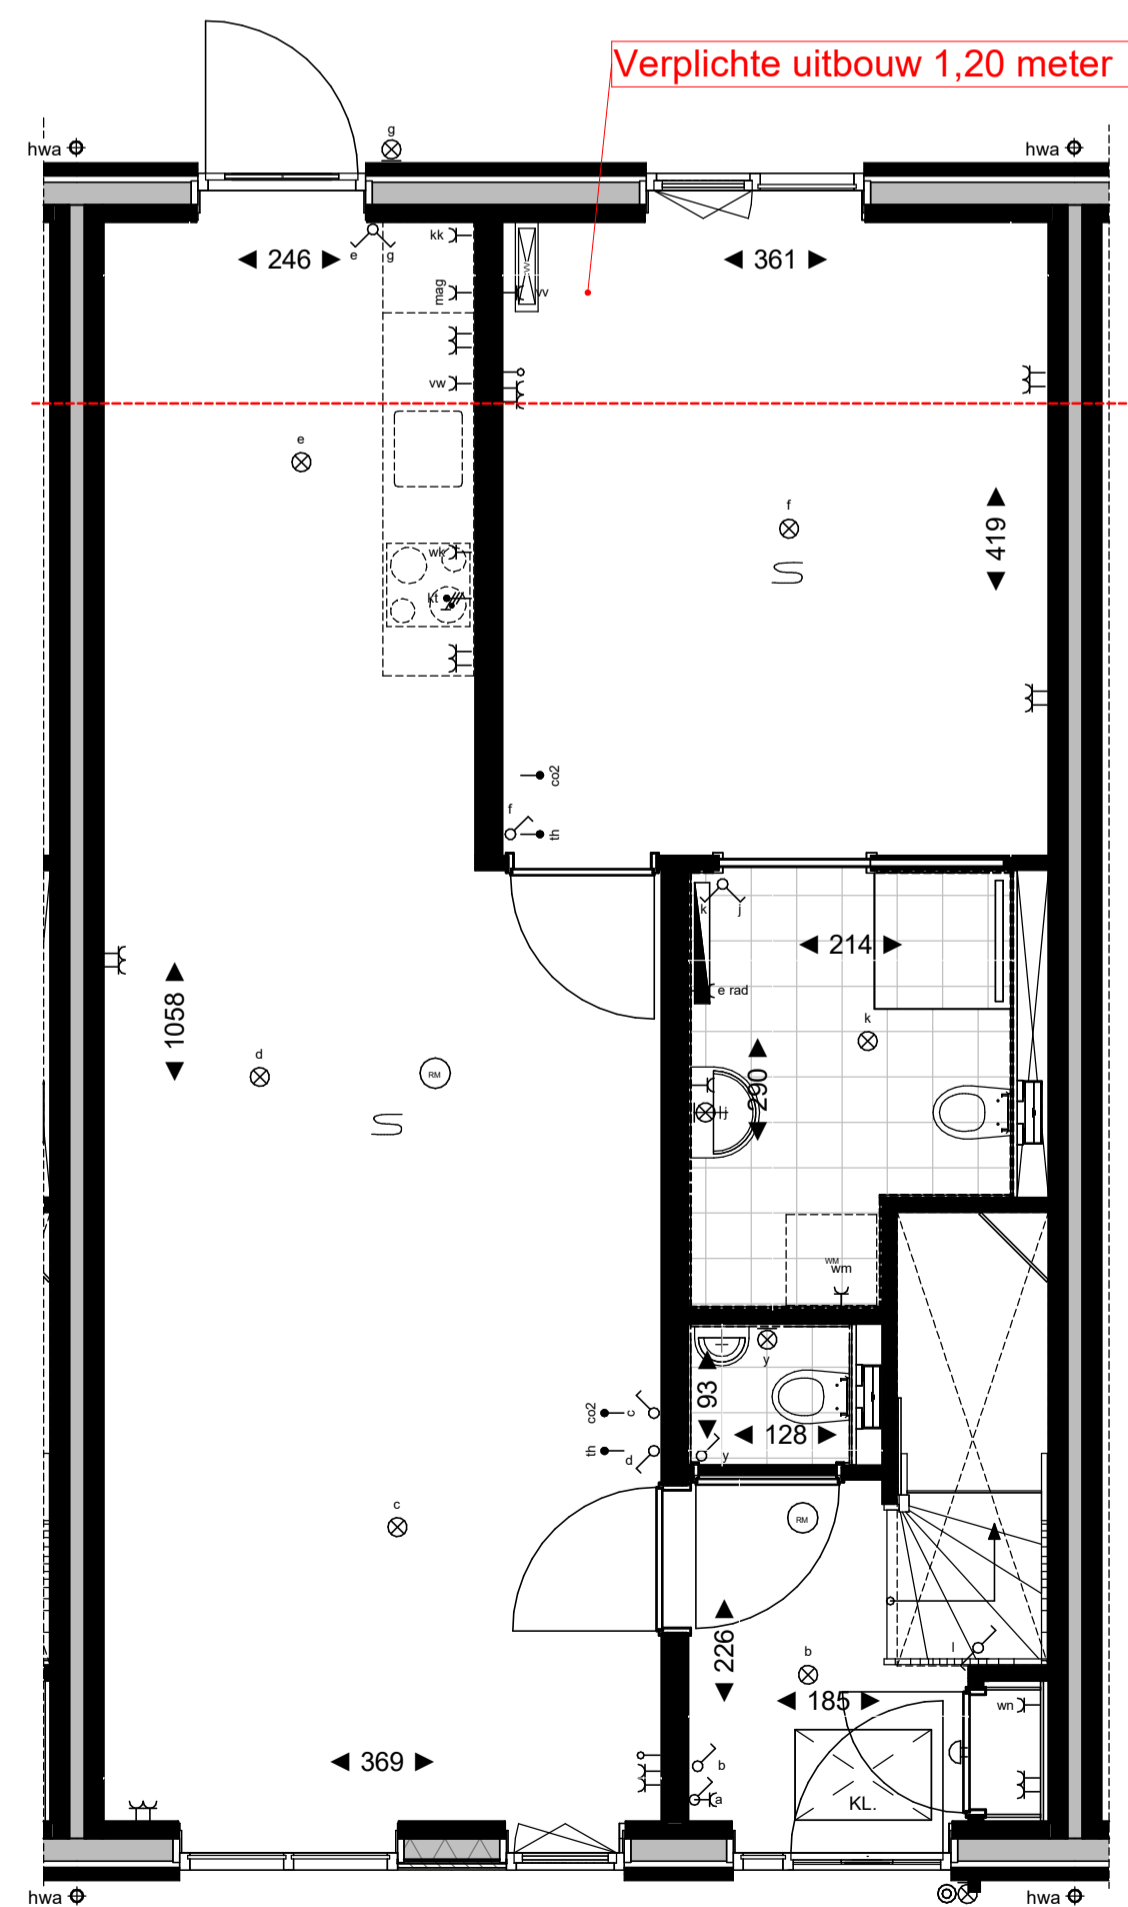 Verplichte uitbouw 1,20 meter
g
hwa
hwa
kk
e
g
246
361
mag
vv
vw
e
f
419
wk
kt
co2
f
th
k
j
214
e rad
k
1058
d
RM
290
j
WM
wm
y
93
co2
c
128
th
d
y
c
RM
226
b
l
185
wn
369
b
a
KL.
hwa
hwa